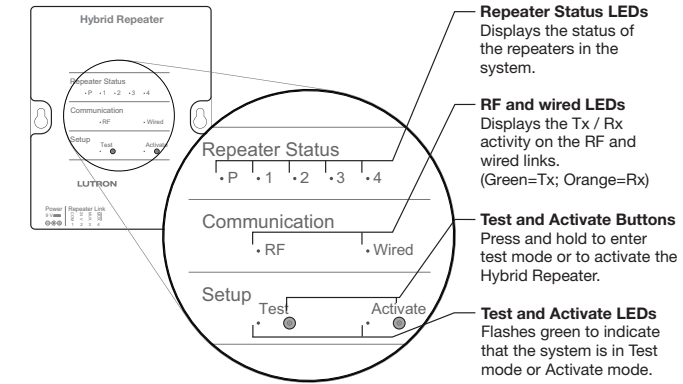 Hybrid Repeater
Repeater Status
• P • 1 • 2 • 3 • 4
Communication
• RF • Wired
Setup
Test Activate
LUTRON
Power Repeater Link
9 V
1 2 3 4
Repeater Status
• P • 1 • 2 • 3 • 4
Communication
• RF • Wired
Setup
Test Activate
Repeater Status LEDs
Displays the status of
the repeaters in the
system.
RF and wired LEDs
Displays the Tx / Rx
activity on the RF and
wired links.
(Green=Tx; Orange=Rx)
Test and Activate Buttons
Press and hold to enter
test mode or to activate the
Hybrid Repeater.
Test and Activate LEDs
Flashes green to indicate
that the system is in Test
mode or Activate mode.